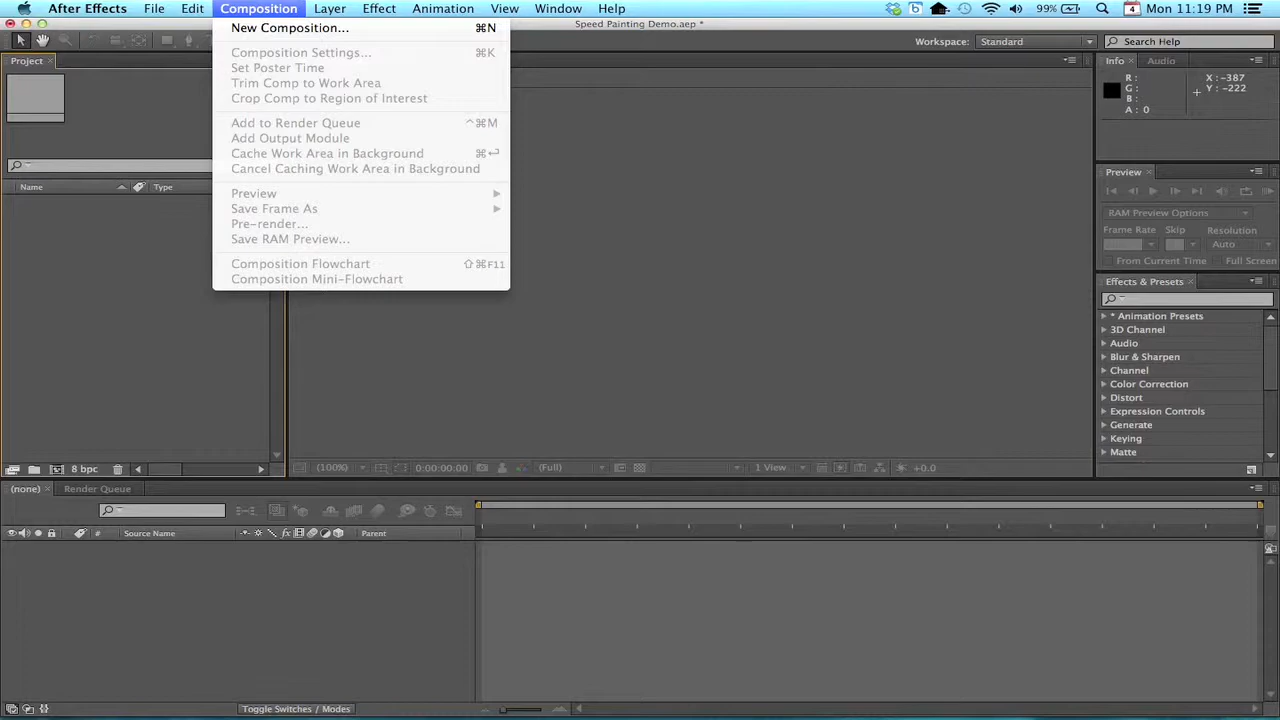 After Effects File Edit Composition Layer Effect Animation View Window Help 99% 4 Mon 11:19 PM
Speed Painting Demo.aep *
Workspace: Standard Search Help
New Composition... ⌘N
Composition Settings... ⌘K
Set Poster Time
Trim Comp to Work Area
Crop Comp to Region of Interest
Add to Render Queue ^⌘M
Add Output Module
Cache Work Area in Background ⌘↩
Cancel Caching Work Area in Background
Preview
Save Frame As
Pre-render...
Save RAM Preview...
Composition Flowchart ⇧⌘F11
Composition Mini-Flowchart
Project
Name Type
8 bpc
(100%) 0:00:00:00 (Full) 1 View +0.0
Info Audio
R: X: -387
G: Y: -222
B:
A: 0
Preview
RAM Preview Options
Frame Rate Skip Resolution
Auto
From Current Time Full Screen
Effects & Presets
* Animation Presets
3D Channel
Audio
Blur & Sharpen
Channel
Color Correction
Distort
Expression Controls
Generate
Keying
Matte
(none) Render Queue
# Source Name fx Parent
Toggle Switches / Modes